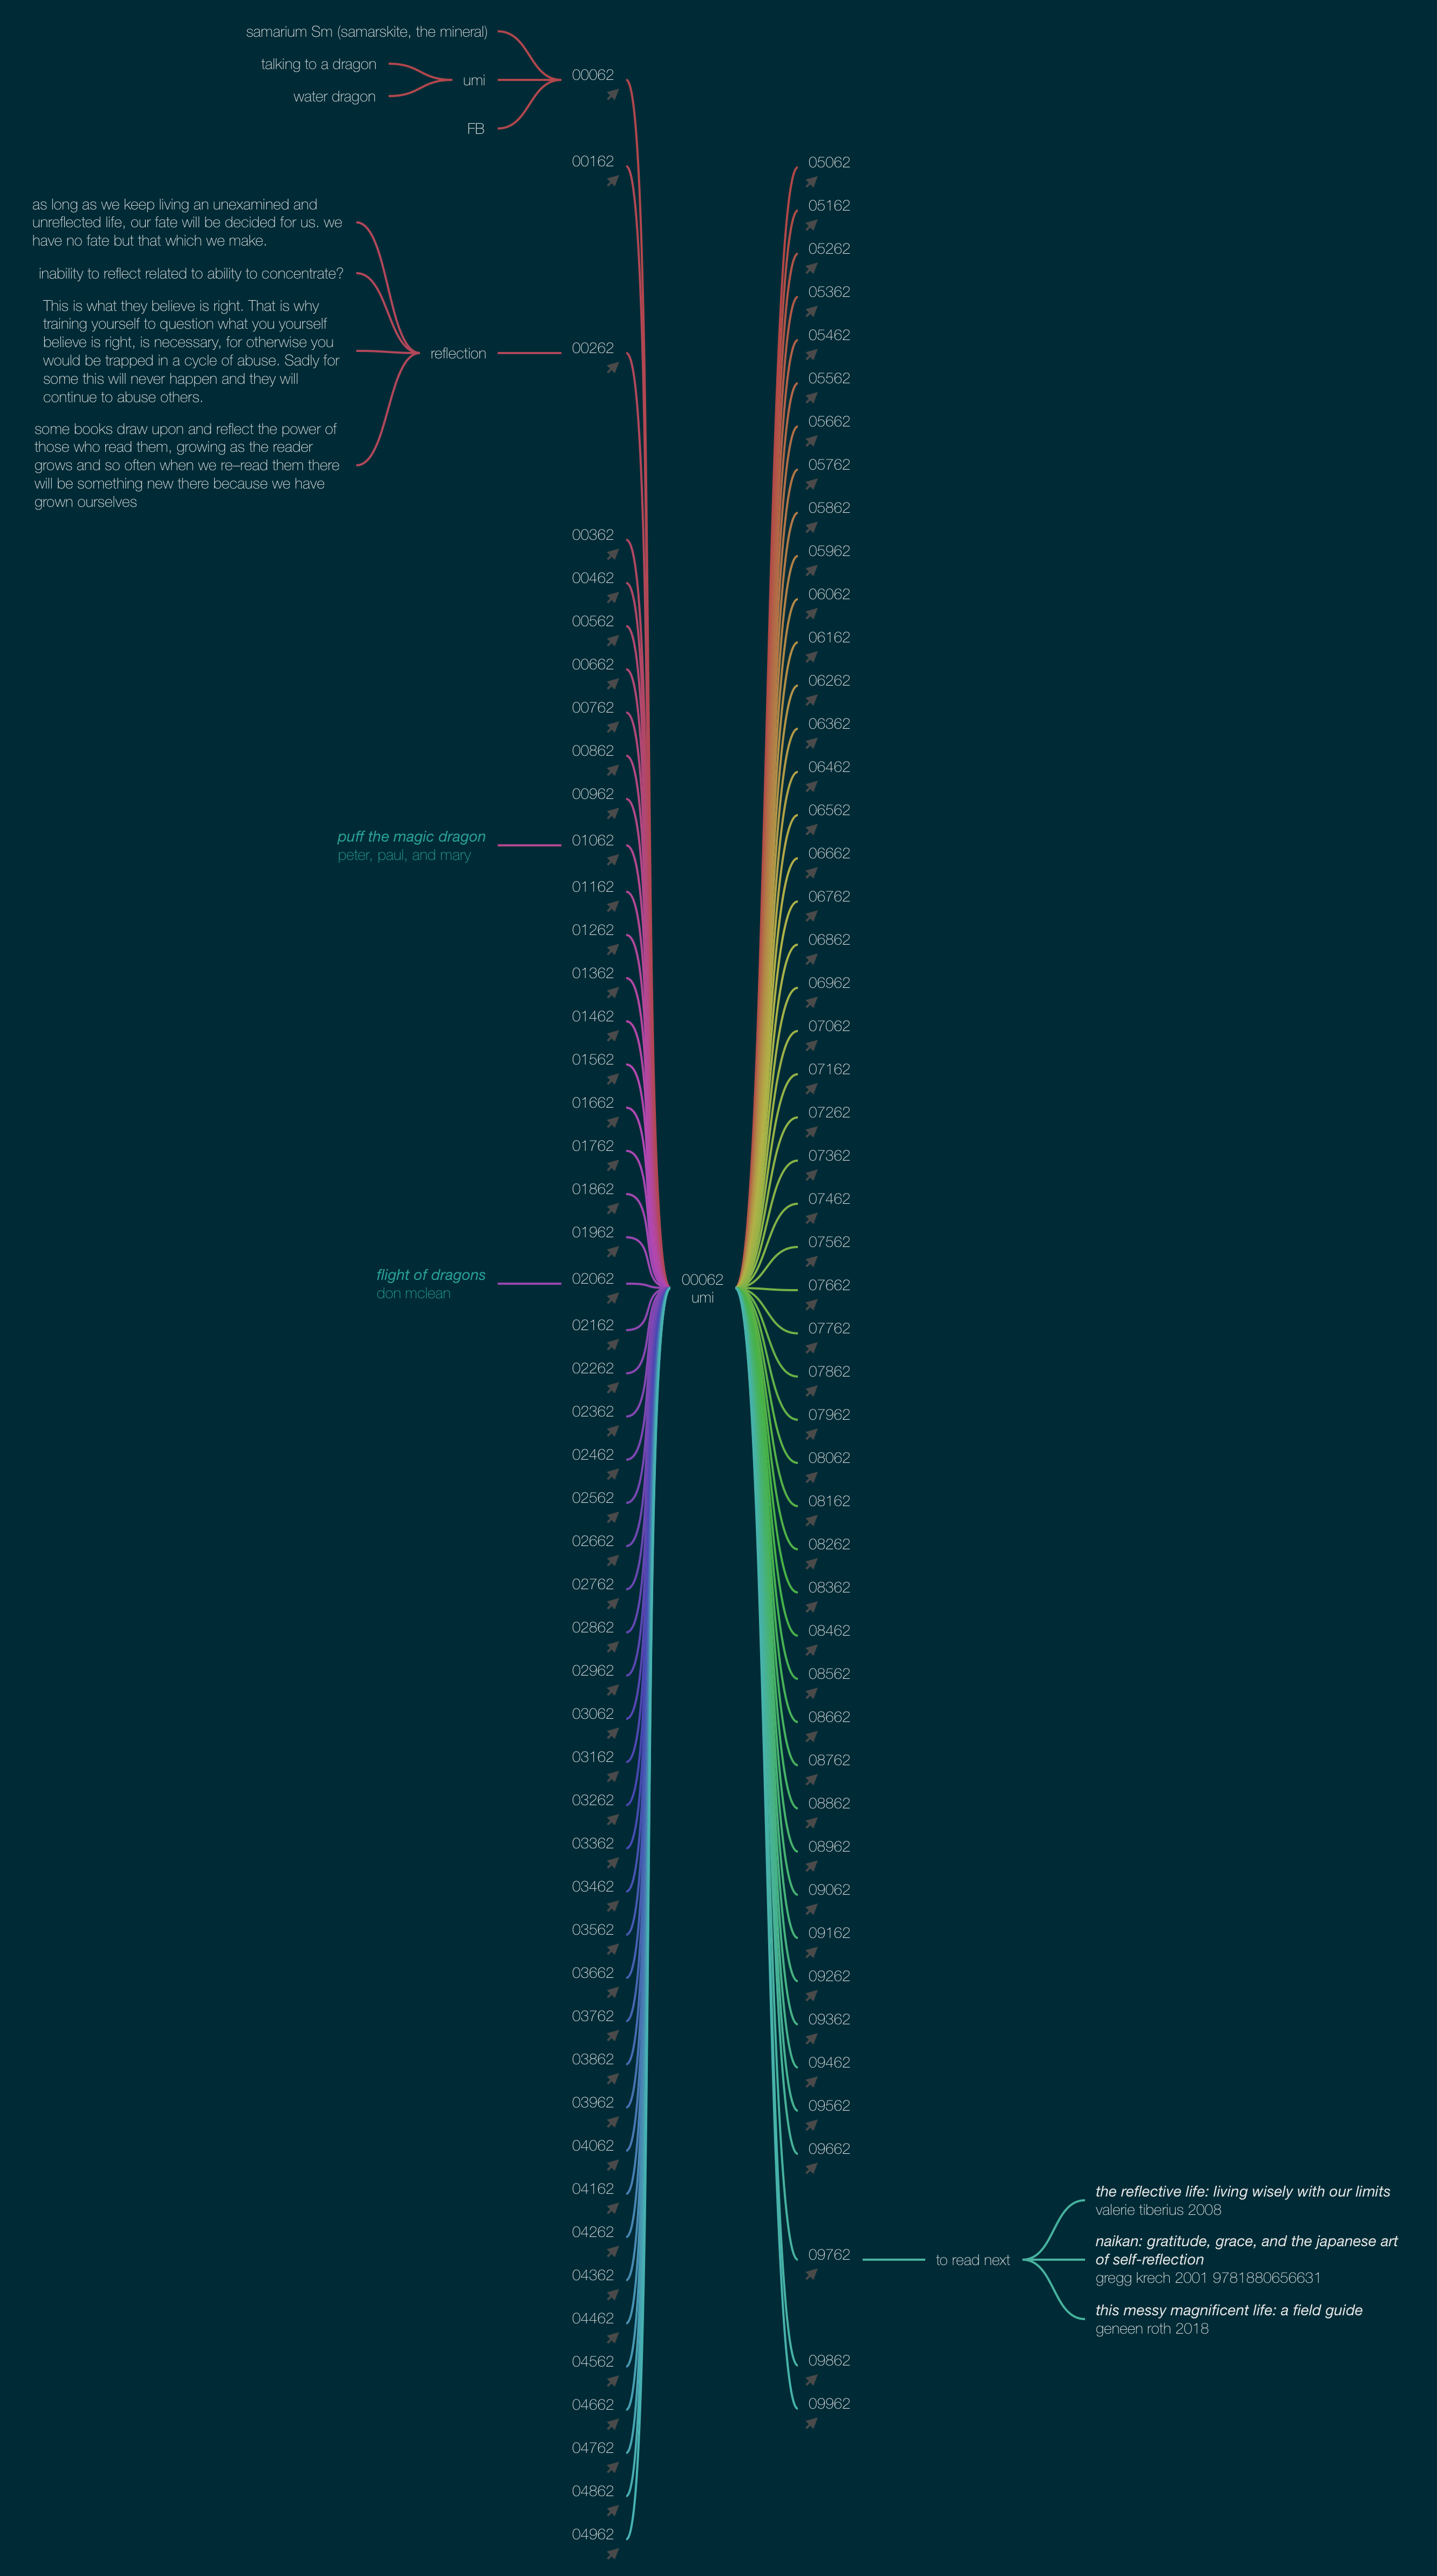 samarium Sm (samarskite, the mineral)
talking to a dragon
water dragon
umi
FB
00062
00162
as long as we keep living an unexamined and
unreflected life, our fate will be decided for us. we
have no fate but that which we make.
inability to reflect related to ability to concentrate?
This is what they believe is right. That is why
training yourself to question what you yourself
believe is right, is necessary, for otherwise you
would be trapped in a cycle of abuse. Sadly for
some this will never happen and they will
continue to abuse others.
some books draw upon and reflect the power of
those who read them, growing as the reader
grows and so often when we re–read them there
will be something new there because we have
grown ourselves
reflection
00262
00362
00462
00562
00662
00762
00862
00962
puff the magic dragon
peter, paul, and mary
01062
01162
01262
01362
01462
01562
01662
01762
01862
01962
flight of dragons
don mclean
02062
02162
02262
02362
02462
02562
02662
02762
02862
02962
03062
03162
03262
03362
03462
03562
03662
03762
03862
03962
04062
04162
04262
04362
04462
04562
04662
04762
04862
04962
00062
umi
05062
05162
05262
05362
05462
05562
05662
05762
05862
05962
06062
06162
06262
06362
06462
06562
06662
06762
06862
06962
07062
07162
07262
07362
07462
07562
07662
07762
07862
07962
08062
08162
08262
08362
08462
08562
08662
08762
08862
08962
09062
09162
09262
09362
09462
09562
09662
09762
to read next
the reflective life: living wisely with our limits
valerie tiberius 2008
naikan: gratitude, grace, and the japanese art
of self-reflection
gregg krech 2001 9781880656631
this messy magnificent life: a field guide
geneen roth 2018
09862
09962